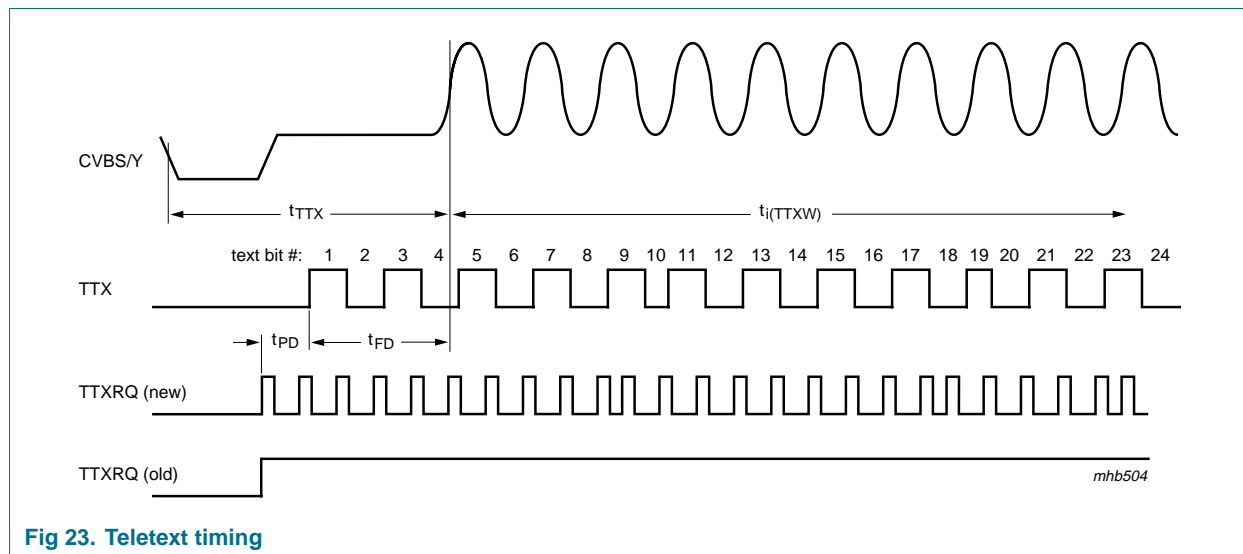 CVBS/Y
tTTX
ti(TTXW)
text bit #: 1 2 3 4 5 6 7 8 9 10 11 12 13 14 15 16 17 18 19 20 21 22 23 24
TTX
tPD
tFD
TTXRQ (new)
TTXRQ (old)
mhb504
Fig 23. Teletext timing